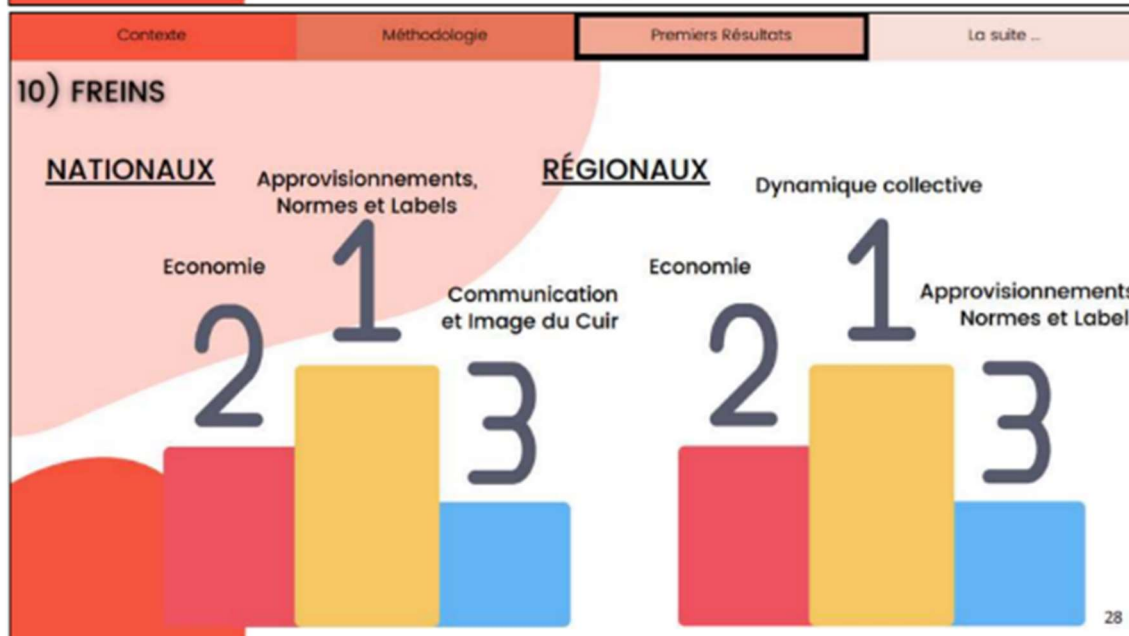 Contexte
Méthodologie
Premiers Résultats
La suite ...
10) FREINS
NATIONAUX
Approvisionnements,
Normes et Labels
1
Economie
2
Communication
et Image du Cuir
3
RÉGIONAUX
Dynamique collective
1
Economie
2
Approvisionnements
Normes et Label
3
28